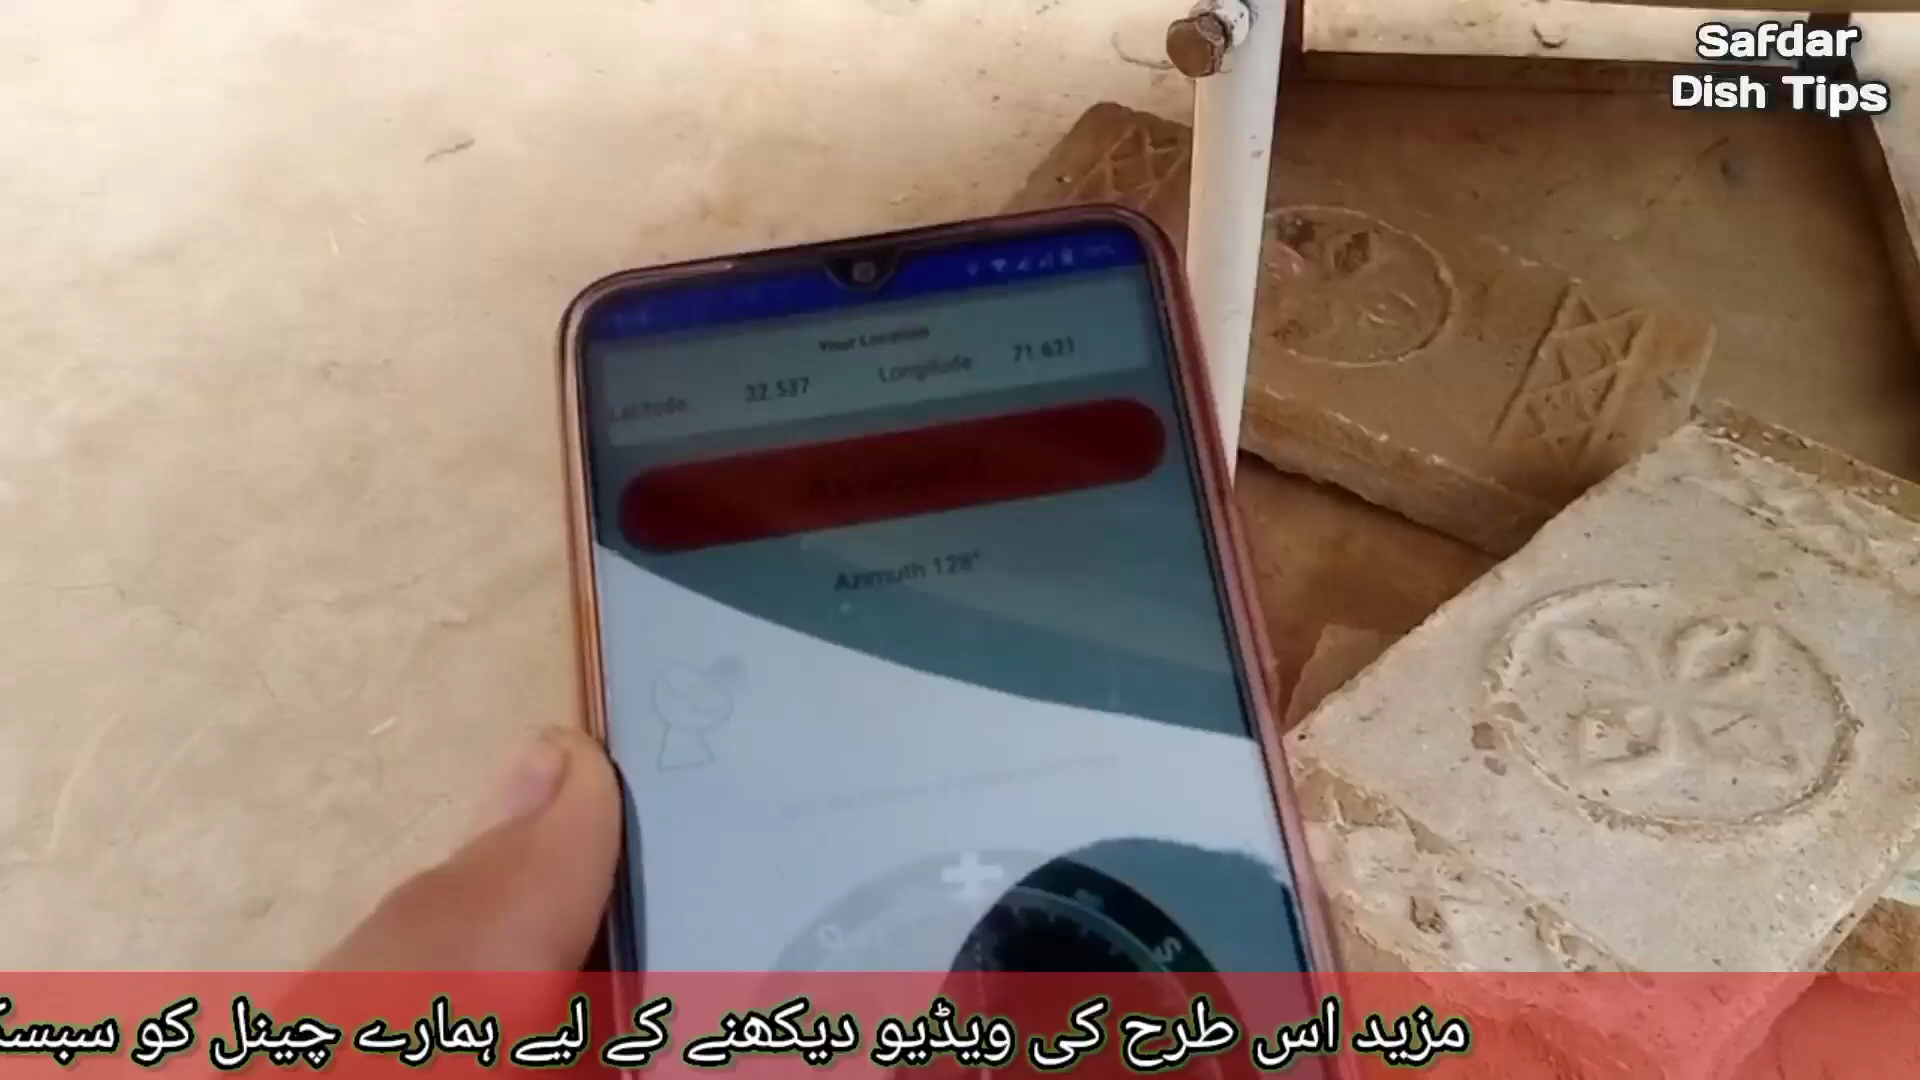 Safdar
Dish Tips
Your Location
Latitude 32.537 Longitude 71.621
Azimuth 128°
مزید اس طرح کی ویڈیو دیکھنے کے لیے ہمارے چینل کو